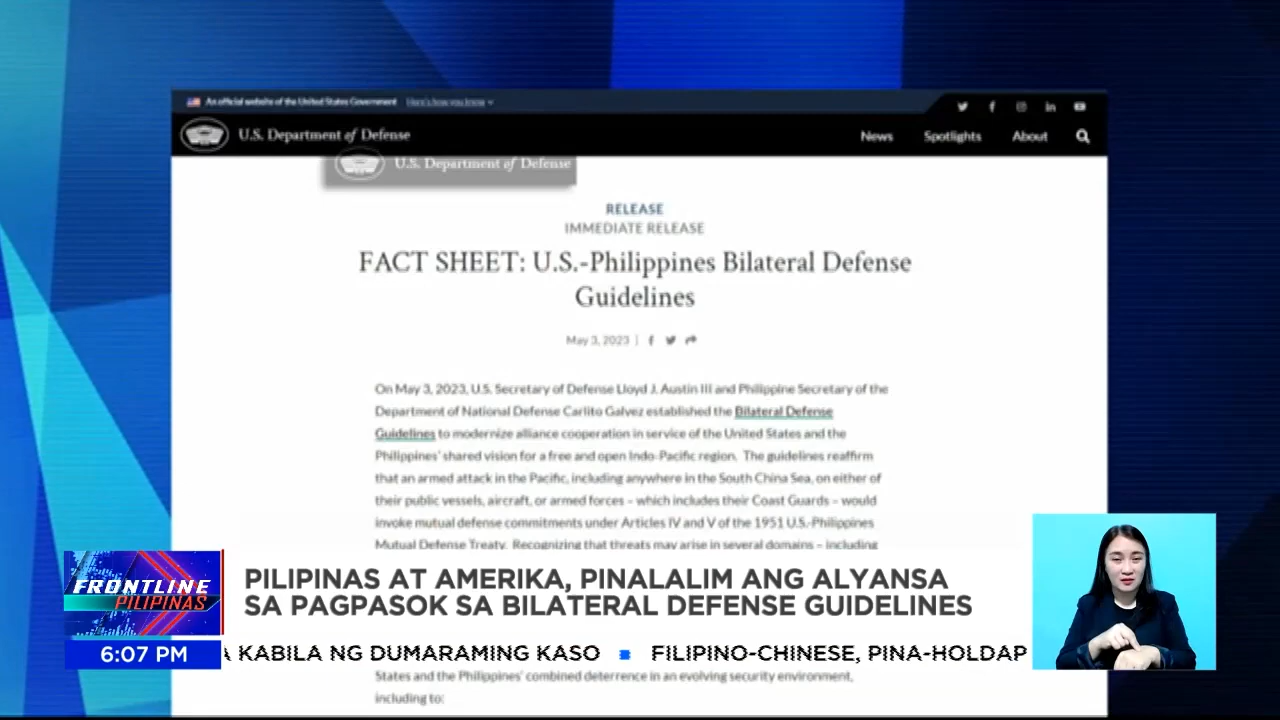 An official website of the United States Government Here's how you know
U.S. Department of Defense
News Spotlights About
U.S. Department of Defense
RELEASE
IMMEDIATE RELEASE
FACT SHEET: U.S.-Philippines Bilateral Defense
Guidelines
May 3, 2023 |
On May 3, 2023, U.S. Secretary of Defense Lloyd J. Austin III and Philippine Secretary of the
Department of National Defense Carlito Galvez established the Bilateral Defense
Guidelines to modernize alliance cooperation in service of the United States and the
Philippines' shared vision for a free and open Indo-Pacific region. The guidelines reaffirm
that an armed attack in the Pacific, including anywhere in the South China Sea, on either of
their public vessels, aircraft, or armed forces – which includes their Coast Guards – would
invoke mutual defense commitments under Articles IV and V of the 1951 U.S.-Philippines
Mutual Defense Treaty. Recognizing that threats may arise in several domains – including
FRONTLINE
PILIPINAS
PILIPINAS AT AMERIKA, PINALALIM ANG ALYANSA
SA PAGPASOK SA BILATERAL DEFENSE GUIDELINES
6:07 PM
A KABILA NG DUMARAMING KASO ■ FILIPINO-CHINESE, PINA-HOLDAP
States and the Philippines' combined deterrence in an evolving security environment,
including to: